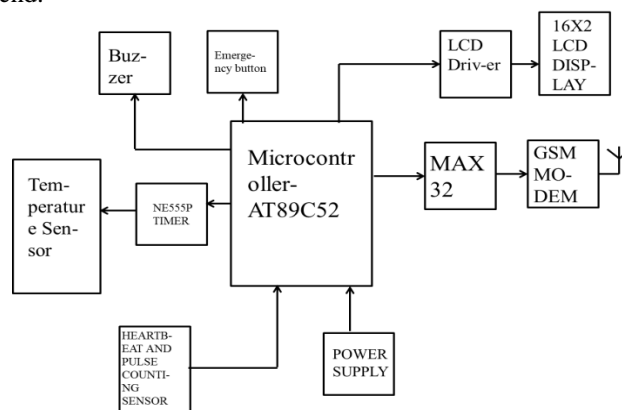 end.
Buz-
zer
Emerge-
ncy button
LCD
Driv-er
16X2
LCD
DISP-
LAY
Microcontr
oller-
AT89C52
MAX
32
GSM
MO-
DEM
Tem-
peratur
e Sen-
sor
NE555P
TIMER
HEARTB-
EAT AND
PULSE
COUNTI-
NG
SENSOR
POWER
SUPPLY